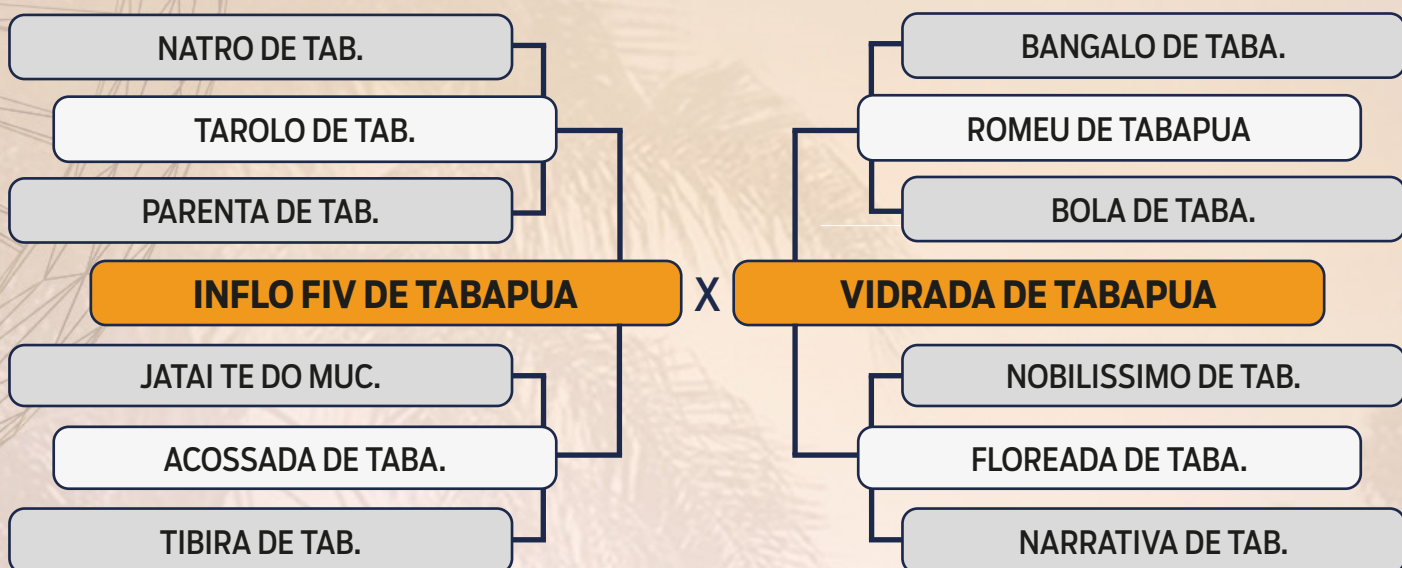 NATRO DE TAB.
TAROLO DE TAB.
PARENTA DE TAB.
INFLO FIV DE TABAPUA
JATAI TE DO MUC.
ACOSSADA DE TABA.
TIBIRA DE TAB.
X
BANGALO DE TABA.
ROMEU DE TABAPUA
BOLA DE TABA.
VIDRADA DE TABAPUA
NOBILISSIMO DE TAB.
FLOREADA DE TABA.
NARRATIVA DE TAB.